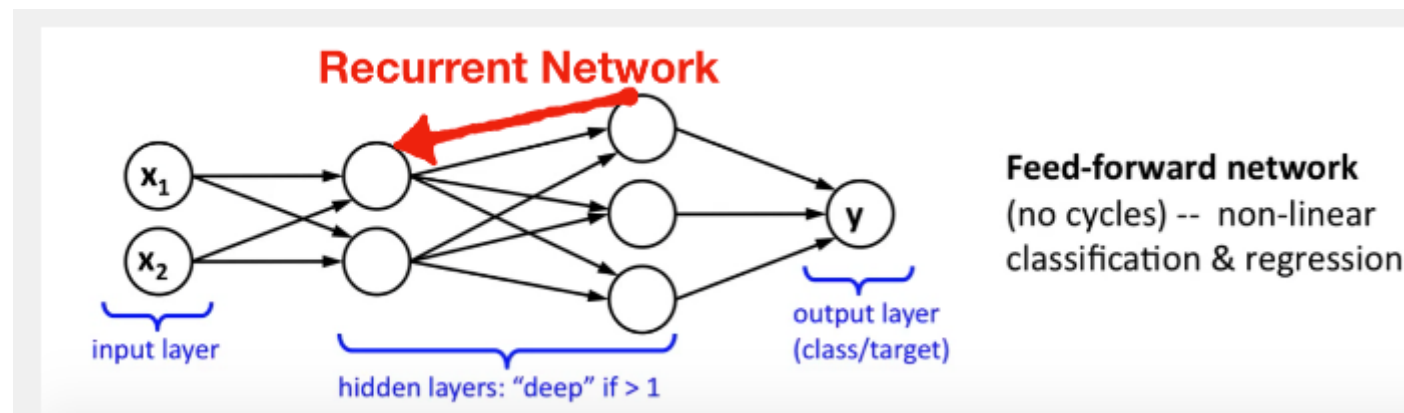 Recurrent Network
x1
x2
y
Feed-forward network
(no cycles) -- non-linear
classification & regression
input layer
hidden layers: “deep” if > 1
output layer
(class/target)